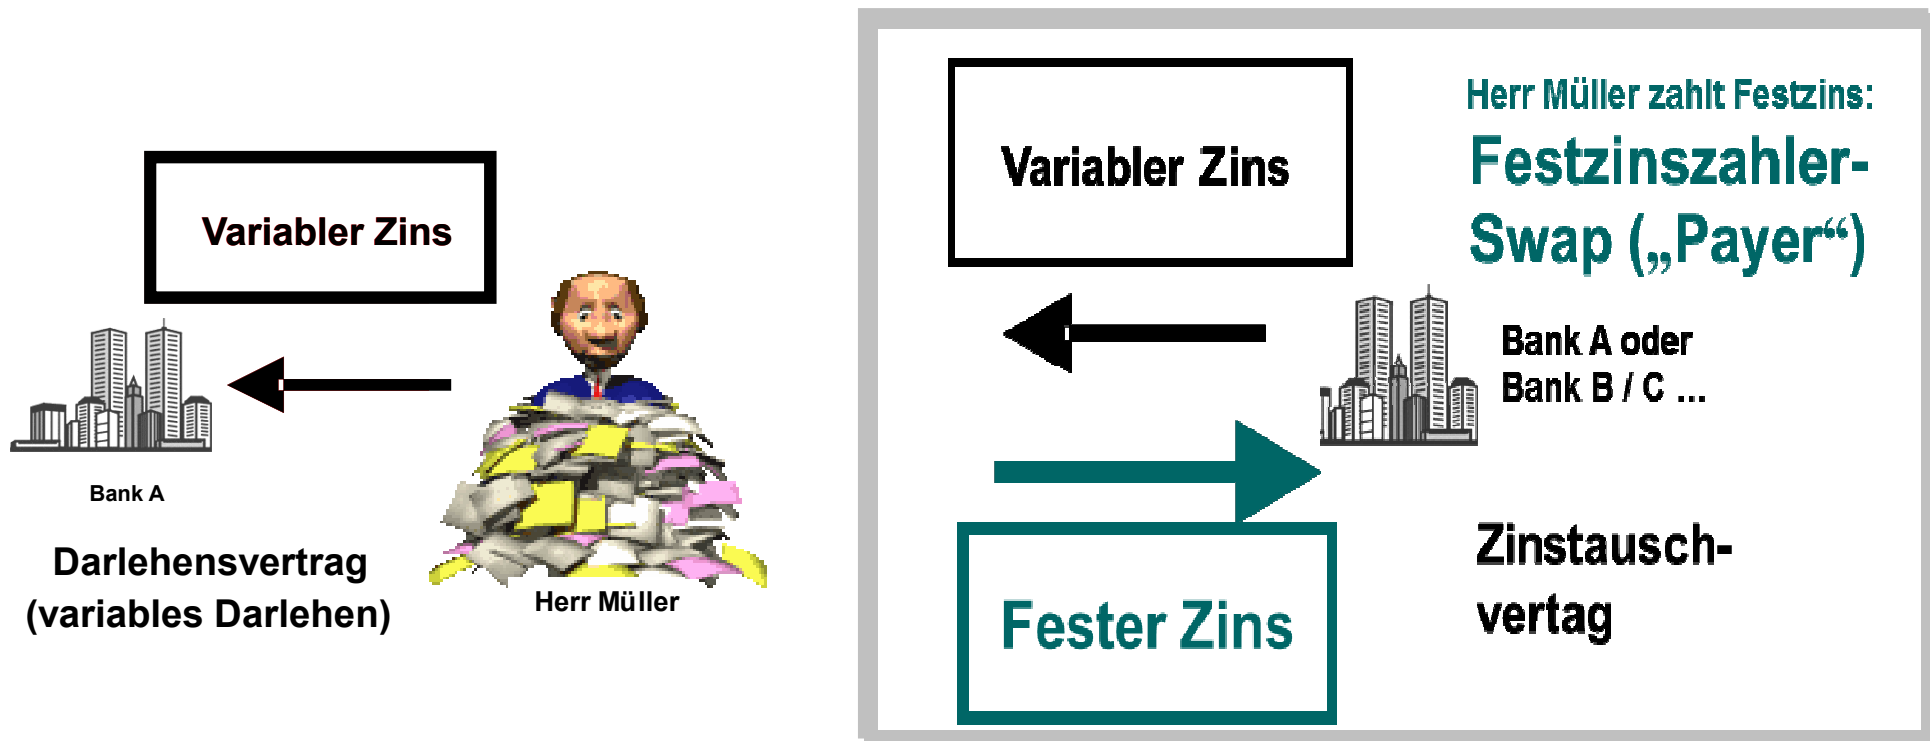 Variabler Zins
Bank A
Darlehensvertrag
(variables Darlehen)
Herr Müller
Variabler Zins
Herr Müller zahlt Festzins:
Festzinszahler-
Swap („Payer“)
Bank A oder
Bank B / C ...
Fester Zins
Zinstausch-
vertag